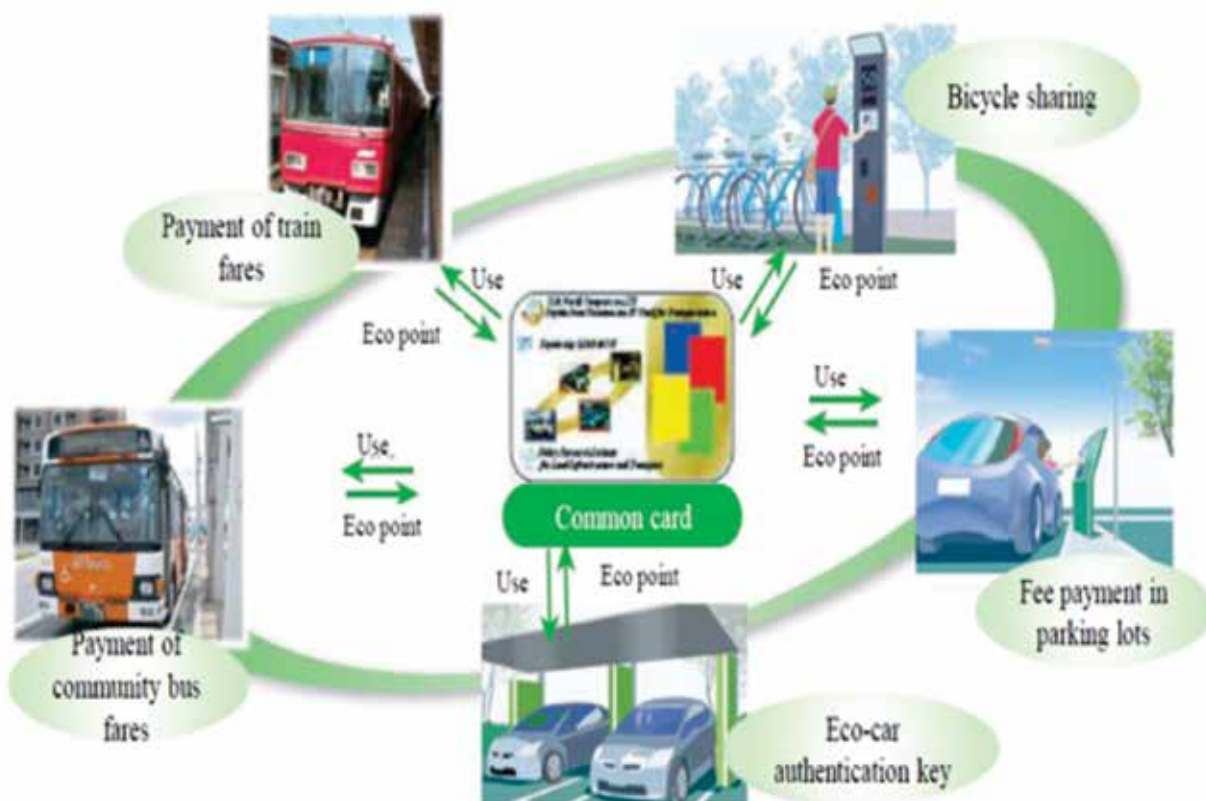 Bicycle sharing
Payment of train
fares
Use
Eco point
Use
Eco point
Use
Eco point
Use,
Eco point
Common card
Use
Eco point
Fee payment in
parking lots
Payment of
community bus
fares
Eco-car
authentication key